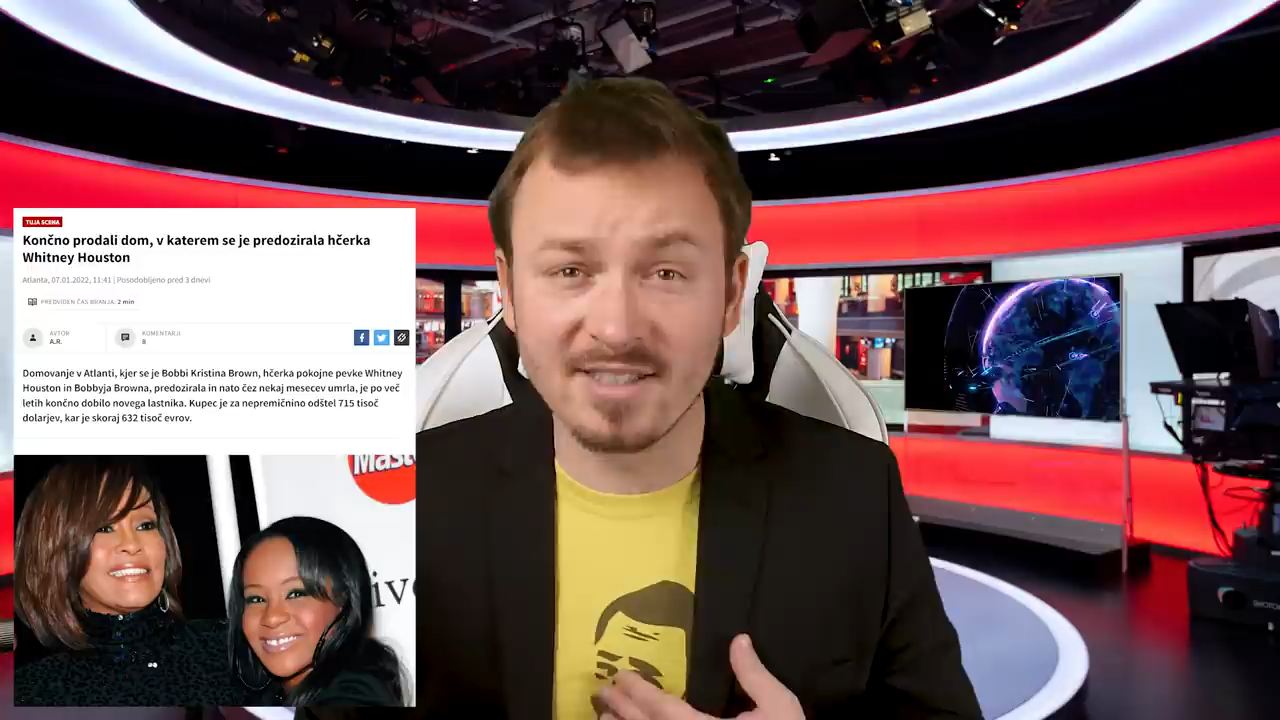 TUJA SCENA
Končno prodali dom, v katerem se je predozirala hčerka
Whitney Houston
Atlanta, 07.01.2022, 11:41 | Posodobljeno pred 3 dnevi
PREDVIDEN ČAS BRANJA: 2 min
AVTOR
A.R.
KOMENTARJI
8
Domovanje v Atlanti, kjer se je Bobbi Kristina Brown, hčerka pokojne pevke Whitney
Houston in Bobbyja Browna, predozirala in nato čez nekaj mesecev umrla, je po več
letih končno dobilo novega lastnika. Kupec je za nepremičnino odštel 715 tisoč
dolarjev, kar je skoraj 632 tisoč evrov.
Maste
ive